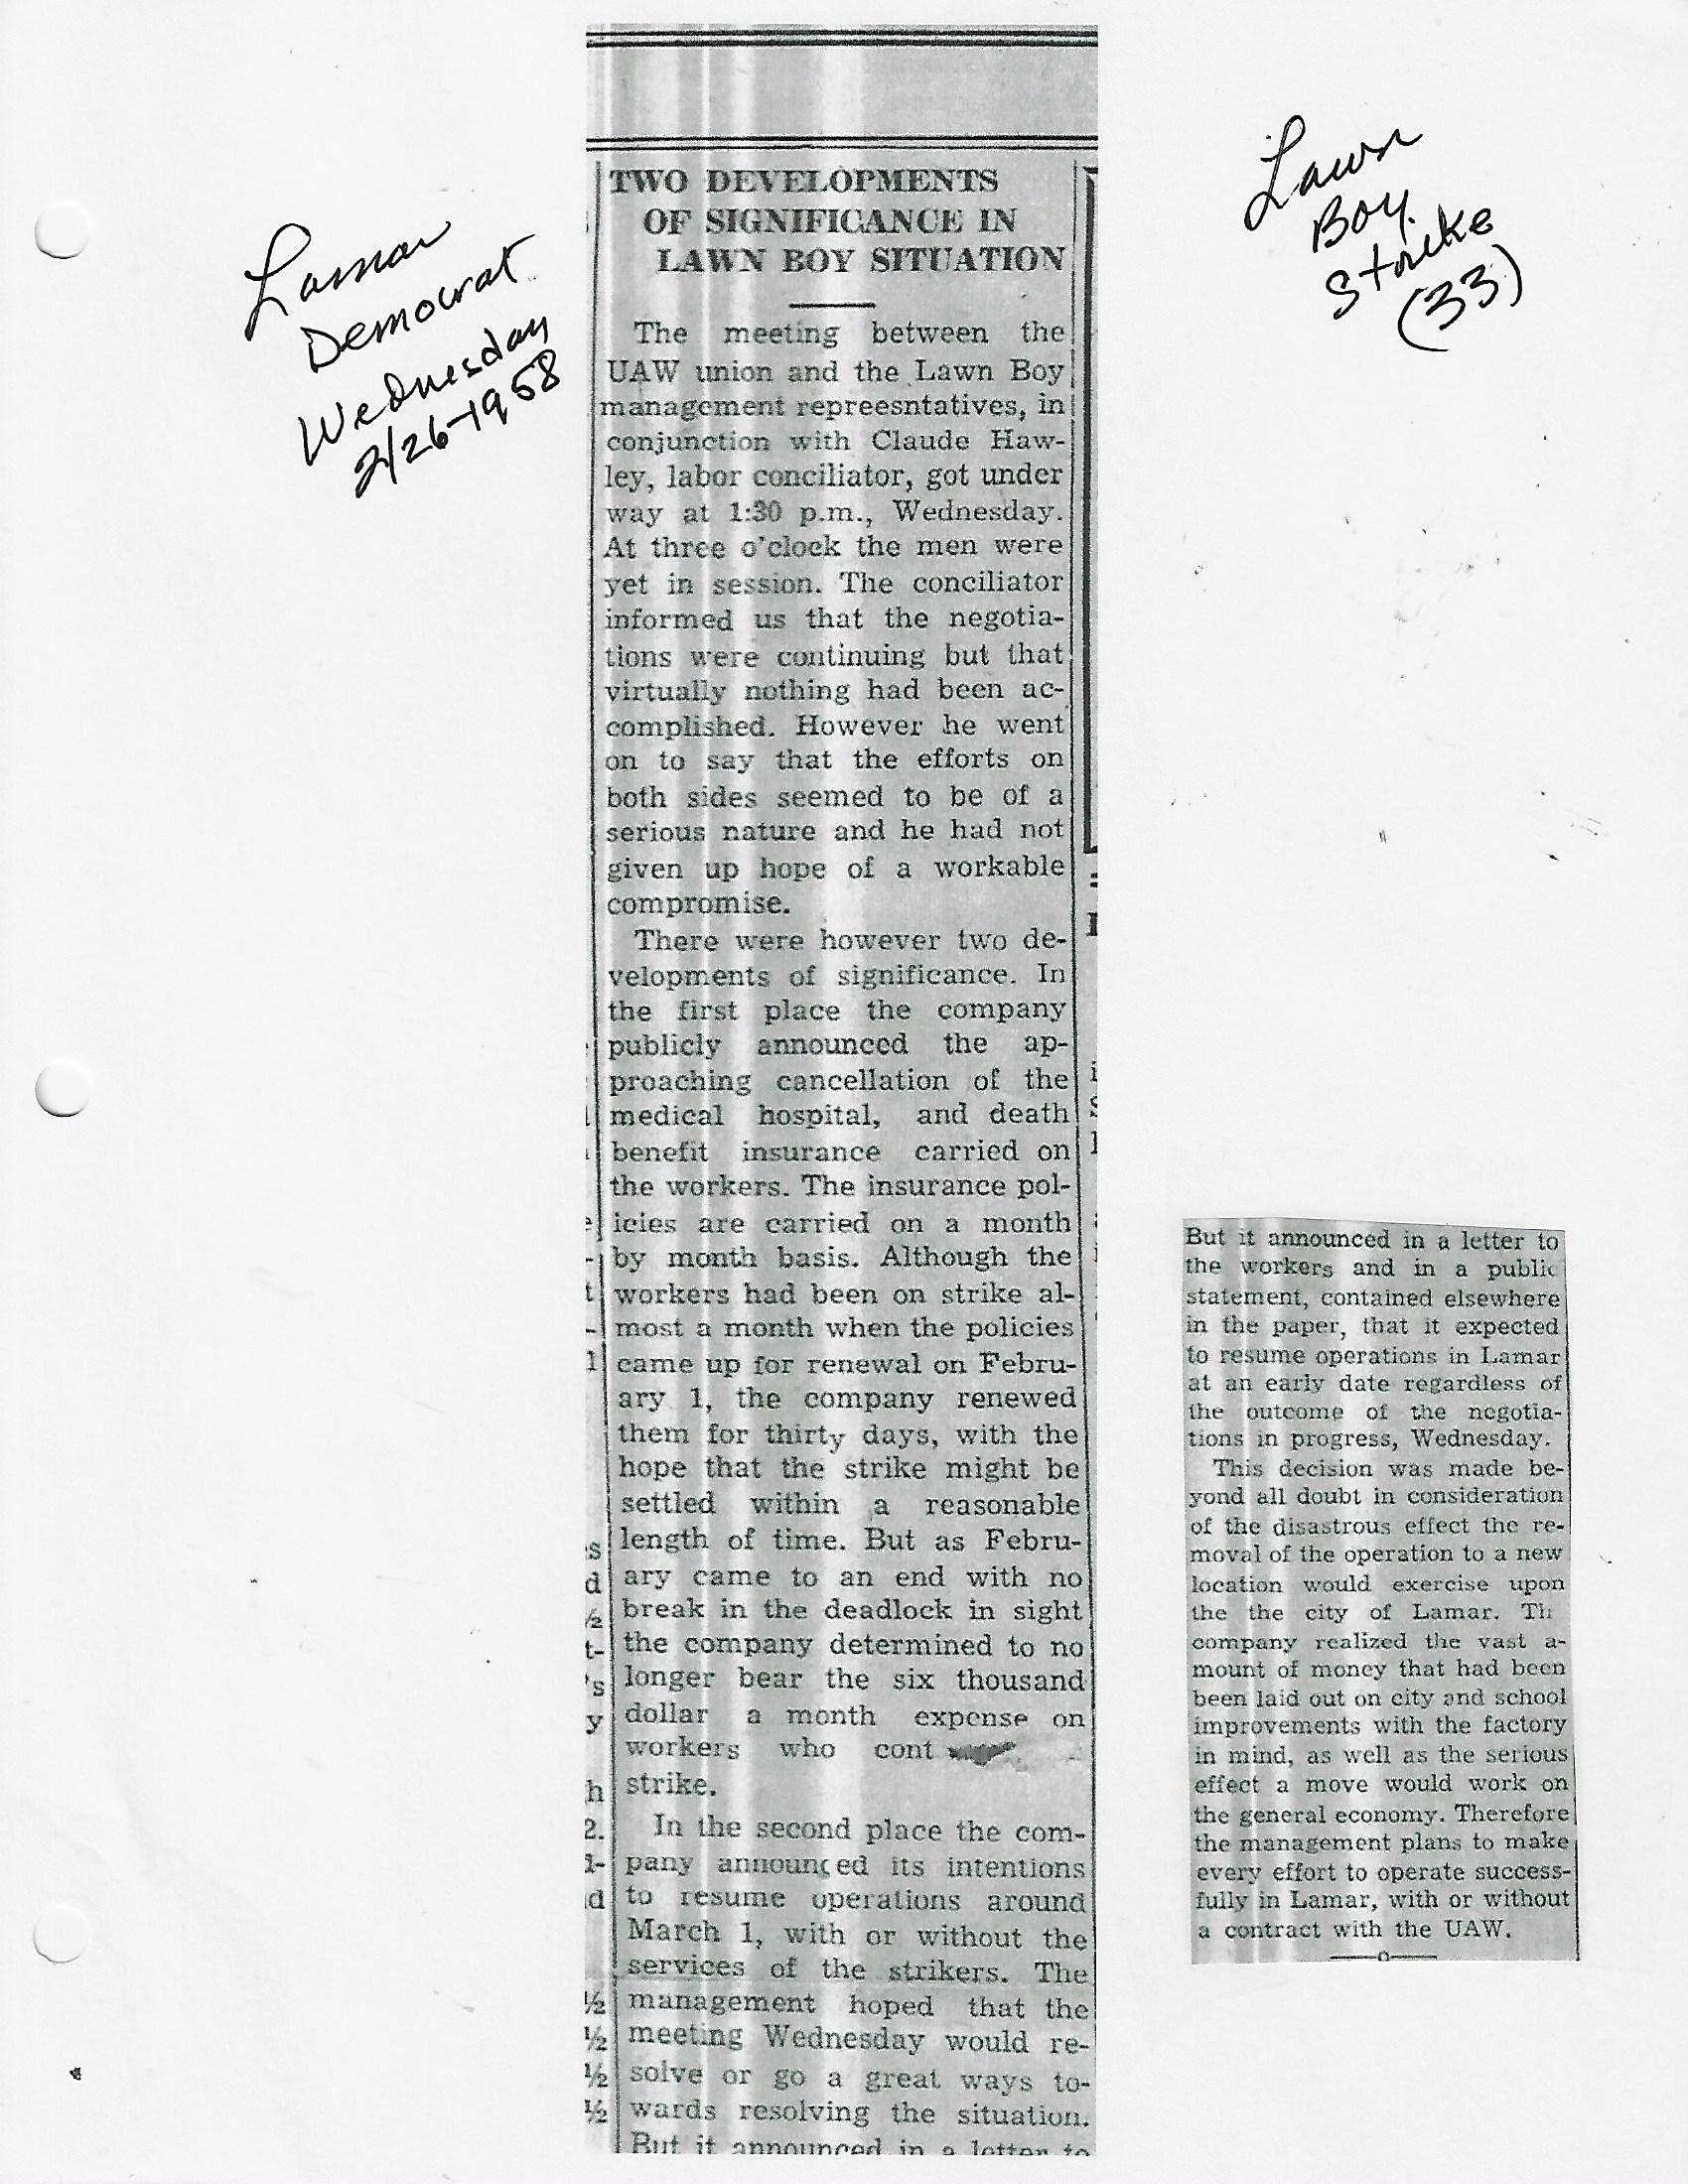 Lamar
Democrat
Wednesday
2/26-1958
Lawn
Boy
Strike
(33)
TWO DEVELOPMENTS
OF SIGNIFICANCE IN
LAWN BOY SITUATION
The meeting between the
UAW union and the Lawn Boy
management repreesntatives, in
conjunction with Claude Haw-
ley, labor conciliator, got under
way at 1:30 p.m., Wednesday.
At three o'clock the men were
yet in session. The conciliator
informed us that the negotia-
tions were continuing but that
virtually nothing had been ac-
complished. However he went
on to say that the efforts on
both sides seemed to be of a
serious nature and he had not
given up hope of a workable
compromise.
There were however two de-
velopments of significance. In
the first place the company
publicly announced the ap-
proaching cancellation of the
medical hospital, and death
benefit insurance carried on
the workers. The insurance pol-
icies are carried on a month
by month basis. Although the
workers had been on strike al-
most a month when the policies
came up for renewal on Febru-
ary 1, the company renewed
them for thirty days, with the
hope that the strike might be
settled within a reasonable
length of time. But as Febru-
ary came to an end with no
break in the deadlock in sight
the company determined to no
longer bear the six thousand
dollar a month expense on
workers who cont
strike.
In the second place the com-
pany announced its intentions
to resume operations around
March 1, with or without the
services of the strikers. The
management hoped that the
meeting Wednesday would re-
solve or go a great ways to-
wards resolving the situation.
But it announced in a letter to
But it announced in a letter to
the workers and in a public
statement, contained elsewhere
in the paper, that it expected
to resume operations in Lamar
at an early date regardless of
the outcome of the negotia-
tions in progress, Wednesday.
This decision was made be-
yond all doubt in consideration
of the disastrous effect the re-
moval of the operation to a new
location would exercise upon
the the city of Lamar. Th
company realized the vast a-
mount of money that had been
been laid out on city and school
improvements with the factory
in mind, as well as the serious
effect a move would work on
the general economy. Therefore
the management plans to make
every effort to operate success-
fully in Lamar, with or without
a contract with the UAW.